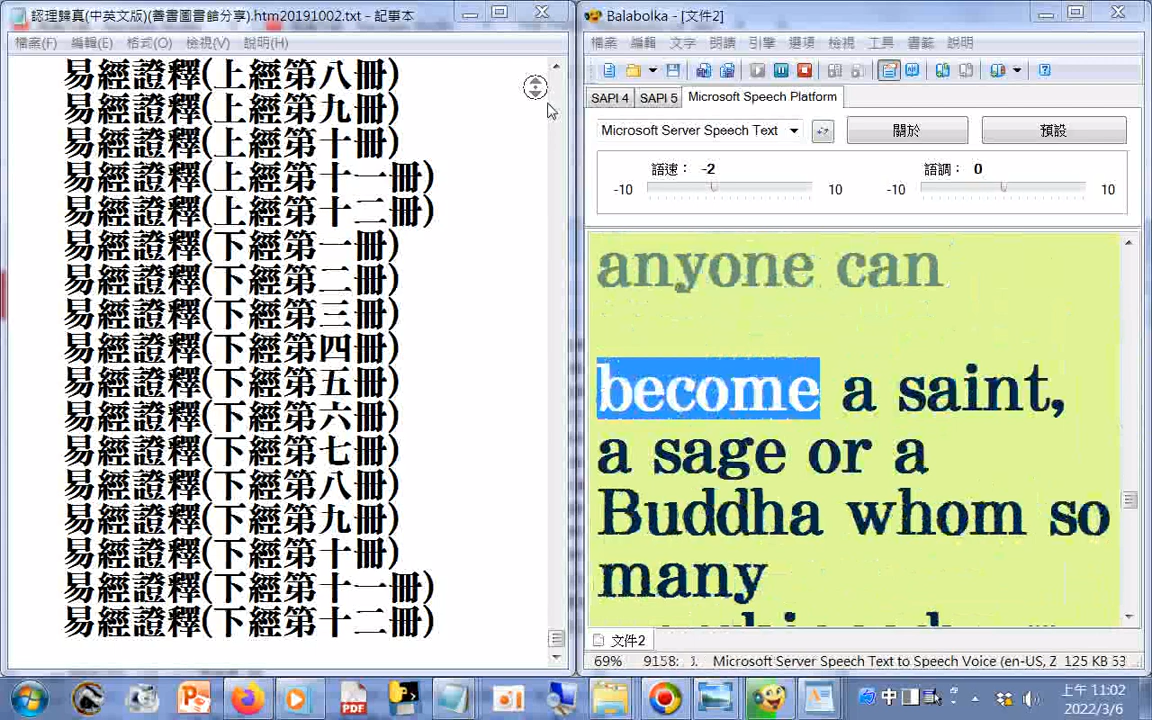 認理歸真(中英文版)(善書圖書館分享).htm20191002.txt - 記事本
檔案(F) 編輯(E) 格式(O) 檢視(V) 說明(H)
易經證釋(上經第八冊)
易經證釋(上經第九冊)
易經證釋(上經第十冊)
易經證釋(上經第十一冊)
易經證釋(上經第十二冊)
易經證釋(下經第一冊)
易經證釋(下經第二冊)
易經證釋(下經第三冊)
易經證釋(下經第四冊)
易經證釋(下經第五冊)
易經證釋(下經第六冊)
易經證釋(下經第七冊)
易經證釋(下經第八冊)
易經證釋(下經第九冊)
易經證釋(下經第十冊)
易經證釋(下經第十一冊)
易經證釋(下經第十二冊)
Balabolka - [文件2]
檔案 編輯 文字 朗讀 引擎 選項 檢視 工具 書籤 說明
SAPI 4 SAPI 5 Microsoft Speech Platform
Microsoft Server Speech Text 關於 預設
語速： -2 語調： 0
-10 10 -10 10
anyone can
become a saint,
a sage or a
Buddha whom so
many
文件2
69% 9158: Microsoft Server Speech Text to Speech Voice (en-US, Z 125 KB 53
PDF 中 上午 11:02
2022/3/6